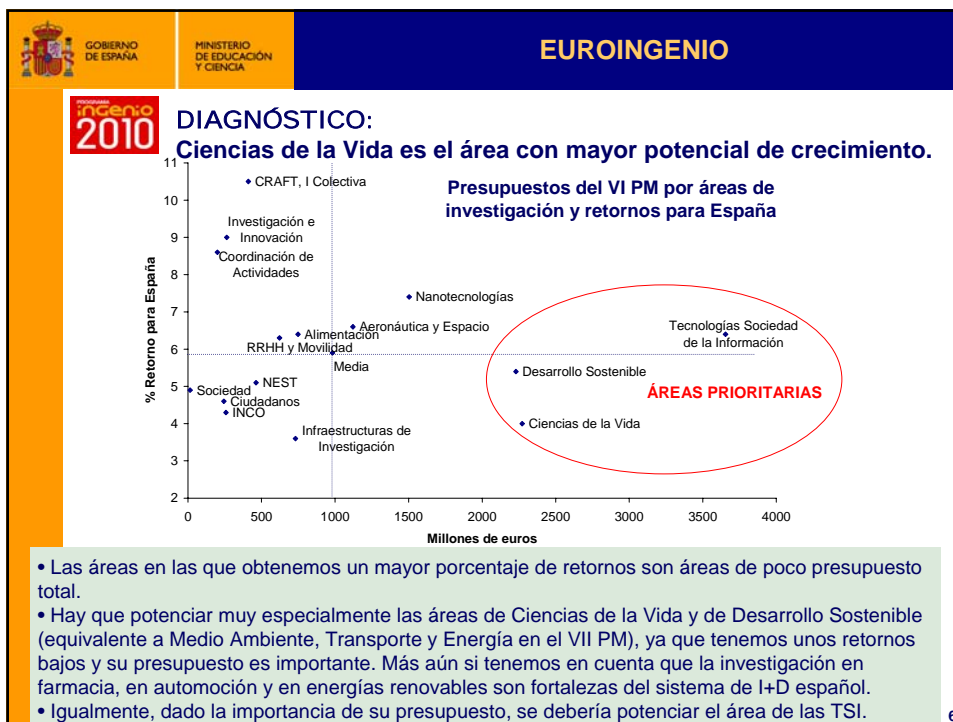 GOBIERNO
DE ESPAÑA
MINISTERIO
DE EDUCACIÓN
Y CIENCIA
EUROINGENIO
PROGRAMA
ingenio
2010
DIAGNÓSTICO:
Ciencias de la Vida es el área con mayor potencial de crecimiento.
Presupuestos del VI PM por áreas de
investigación y retornos para España
% Retorno para España
11
10
9
8
7
6
5
4
3
2
CRAFT, I Colectiva
Investigación e
Innovación
Coordinación de
Actividades
Nanotecnologías
Aeronáutica y Espacio
Alimentación
RRHH y Movilidad
Media
Tecnologías Sociedad
de la Información
Desarrollo Sostenible
ÁREAS PRIORITARIAS
NEST
Sociedad
Ciudadanos
INCO
Ciencias de la Vida
Infraestructuras de
Investigación
0 500 1000 1500 2000 2500 3000 3500 4000
Millones de euros
• Las áreas en las que obtenemos un mayor porcentaje de retornos son áreas de poco presupuesto
total.
• Hay que potenciar muy especialmente las áreas de Ciencias de la Vida y de Desarrollo Sostenible
(equivalente a Medio Ambiente, Transporte y Energía en el VII PM), ya que tenemos unos retornos
bajos y su presupuesto es importante. Más aún si tenemos en cuenta que la investigación en
farmacia, en automoción y en energías renovables son fortalezas del sistema de I+D español.
• Igualmente, dado la importancia de su presupuesto, se debería potenciar el área de las TSI.
6